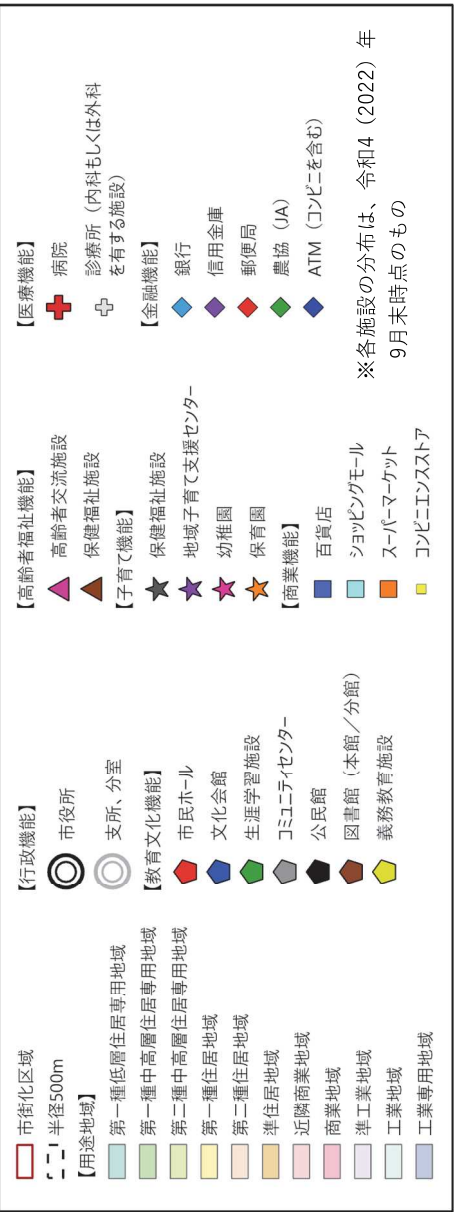 市街化区域
半径500m
【用途地域】
第一種低層住居専用地域
第一種中高層住居専用地域
第二種中高層住居専用地域
第一種住居地域
第二種住居地域
準住居地域
近隣商業地域
商業地域
準工業地域
工業地域
工業専用地域
【行政機能】
市役所
支所、分室
【教育文化機能】
市民ホール
文化会館
生涯学習施設
コミュニティセンター
公民館
図書館（本館／分館）
義務教育施設
【高齢者福祉機能】
高齢者交流施設
保健福祉施設
【子育て機能】
保健福祉施設
地域子育て支援センター
幼稚園
保育園
【商業機能】
百貨店
ショッピングモール
スーパーマーケット
コンビニエンスストア
【医療機能】
病院
診療所（内科もしくは外科
を有する施設）
【金融機能】
銀行
信用金庫
郵便局
農協（JA）
ATM（コンビニを含む）
※各施設の分布は、令和4（2022）年
9月末時点のもの